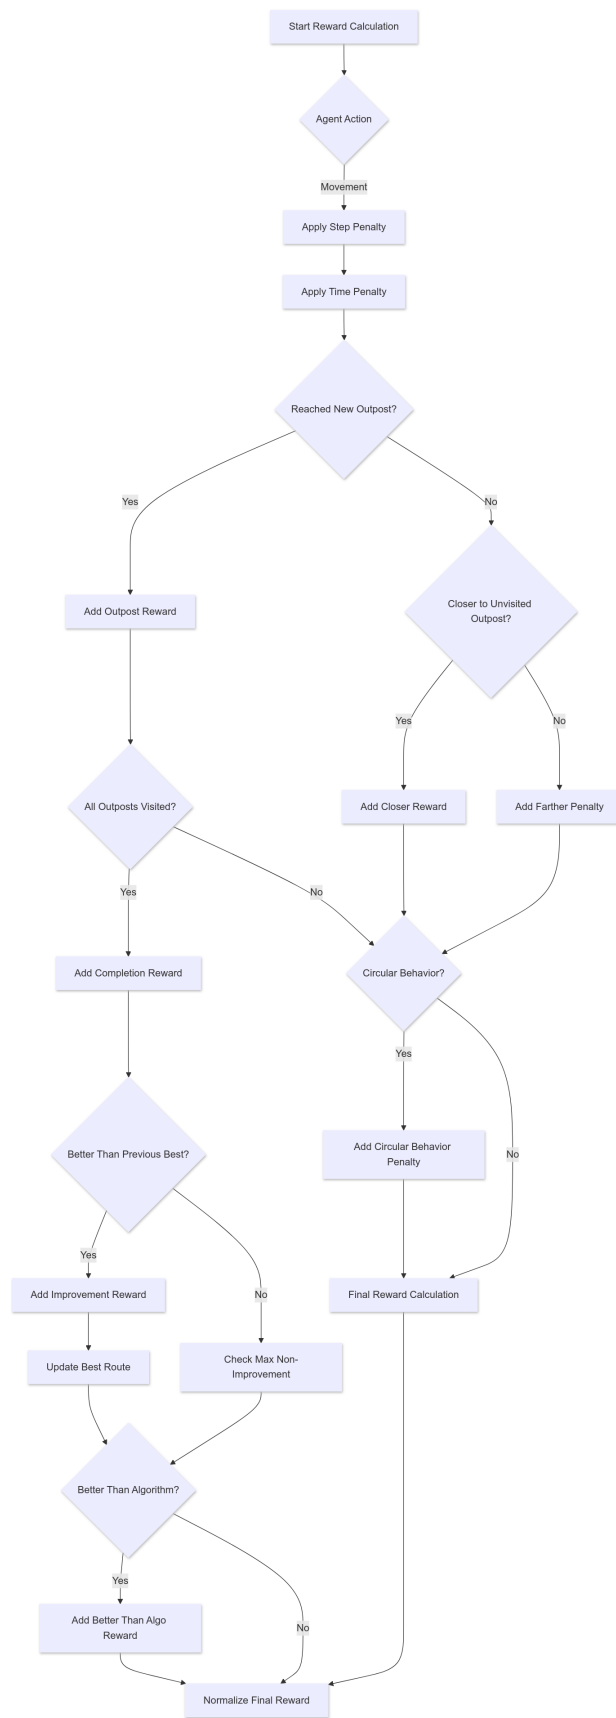 Start Reward Calculation
Agent Action
Movement
Apply Step Penalty
Apply Time Penalty
Reached New Outpost?
Yes
No
Add Outpost Reward
Closer to Unvisited
Outpost?
Yes
No
All Outposts Visited?
Add Closer Reward
Add Farther Penalty
Yes
No
Add Completion Reward
Circular Behavior?
Yes
Better Than Previous Best?
Add Circular Behavior
Penalty
No
Yes
No
Add Improvement Reward
Final Reward Calculation
Update Best Route
Check Max Non-
Improvement
Better Than Algorithm?
Yes
No
Add Better Than Algo
Reward
Normalize Final Reward